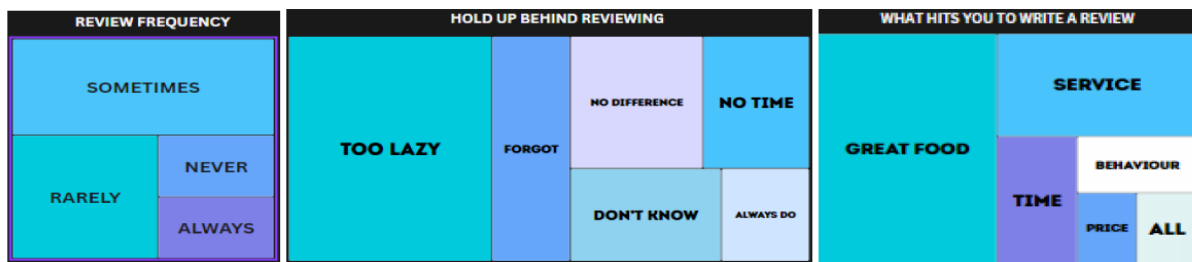 REVIEW FREQUENCY
SOMETIMES
RARELY
NEVER
ALWAYS
HOLD UP BEHIND REVIEWING
TOO LAZY
FORGOT
NO DIFFERENCE
NO TIME
DON'T KNOW
ALWAYS DO
WHAT HITS YOU TO WRITE A REVIEW
GREAT FOOD
SERVICE
TIME
BEHAVIOUR
PRICE
ALL